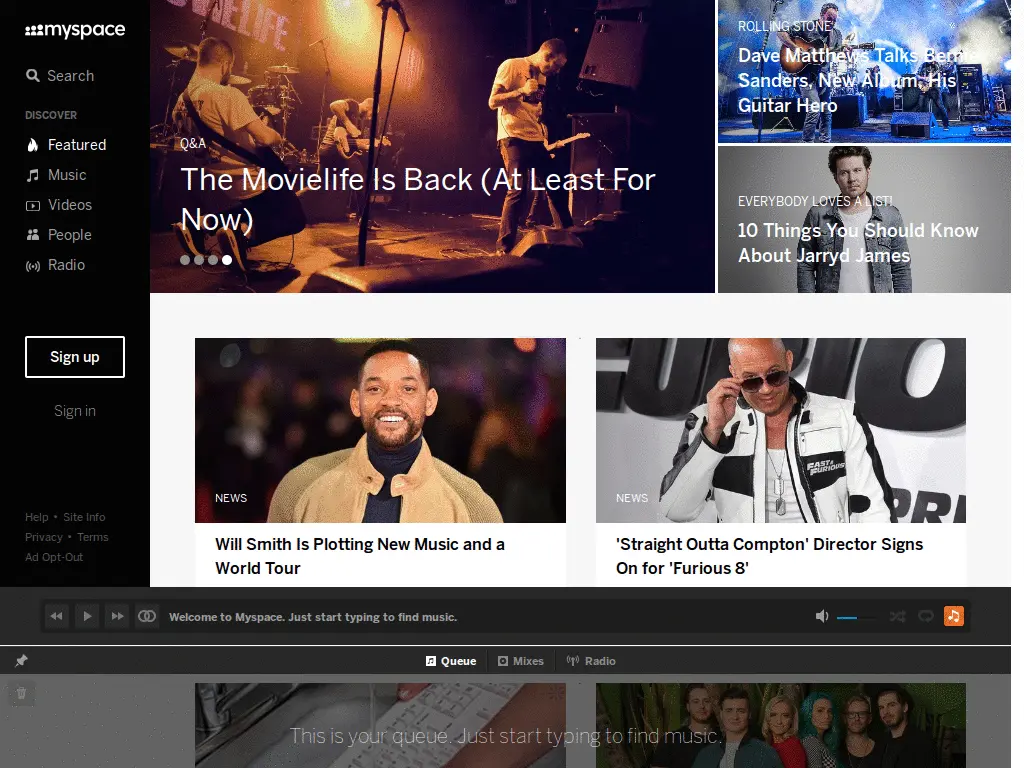 myspace
Search
DISCOVER
Featured
Music
Videos
People
Radio
Sign up
Sign in
Help • Site Info
Privacy • Terms
Ad Opt-Out
MOVIELIFE
Q&A
The Movielife Is Back (At Least For
Now)
ROLLING STONE
Dave Matthews Talks Bernie
Sanders, New Album, His
Guitar Hero
EVERYBODY LOVES A LIST!
10 Things You Should Know
About Jarryd James
NEWS
Will Smith Is Plotting New Music and a
World Tour
FAST & FURIOUS
NEWS
'Straight Outta Compton' Director Signs
On for 'Furious 8'
Welcome to Myspace. Just start typing to find music.
Queue
Mixes
Radio
This is your queue. Just start typing to find music.